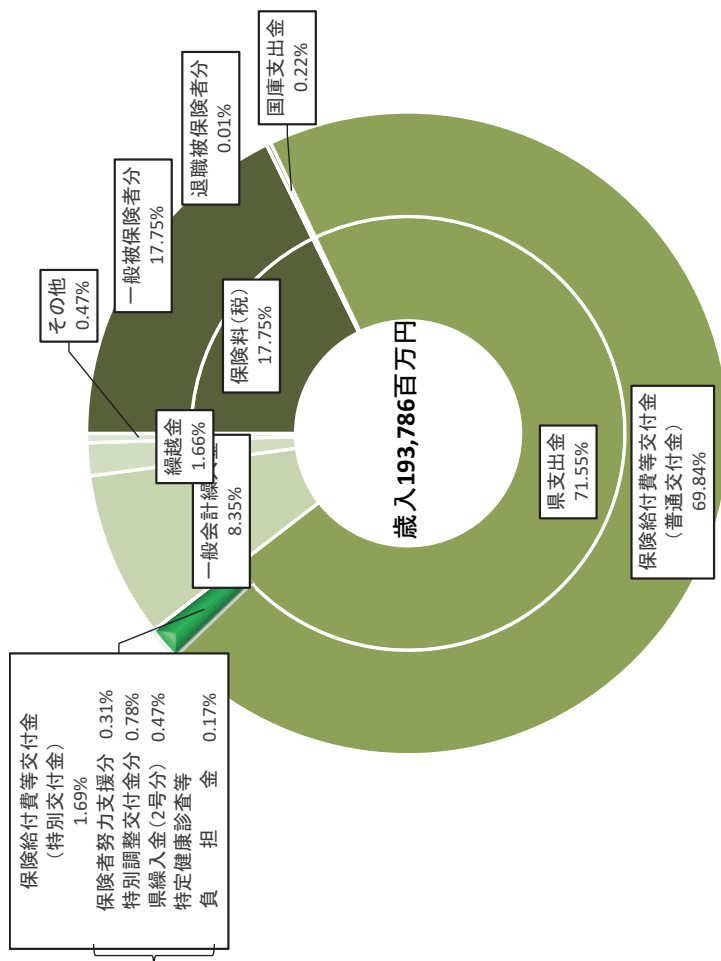 歳入193,786百万円
保険料(税)
17.75%
一般被保険者分
17.75%
退職被保険者分
0.01%
国庫支出金
0.22%
県支出金
71.55%
保険給付費等交付金
(普通交付金)
69.84%
保険給付費等交付金
(特別交付金)
1.69%
保険者努力支援分 0.31%
特別調整交付金分 0.78%
県繰入金(2号分) 0.47%
特定健康診査等
負担金 0.17%
一般会計繰
8.35%
繰越金
1.66%
その他
0.47%